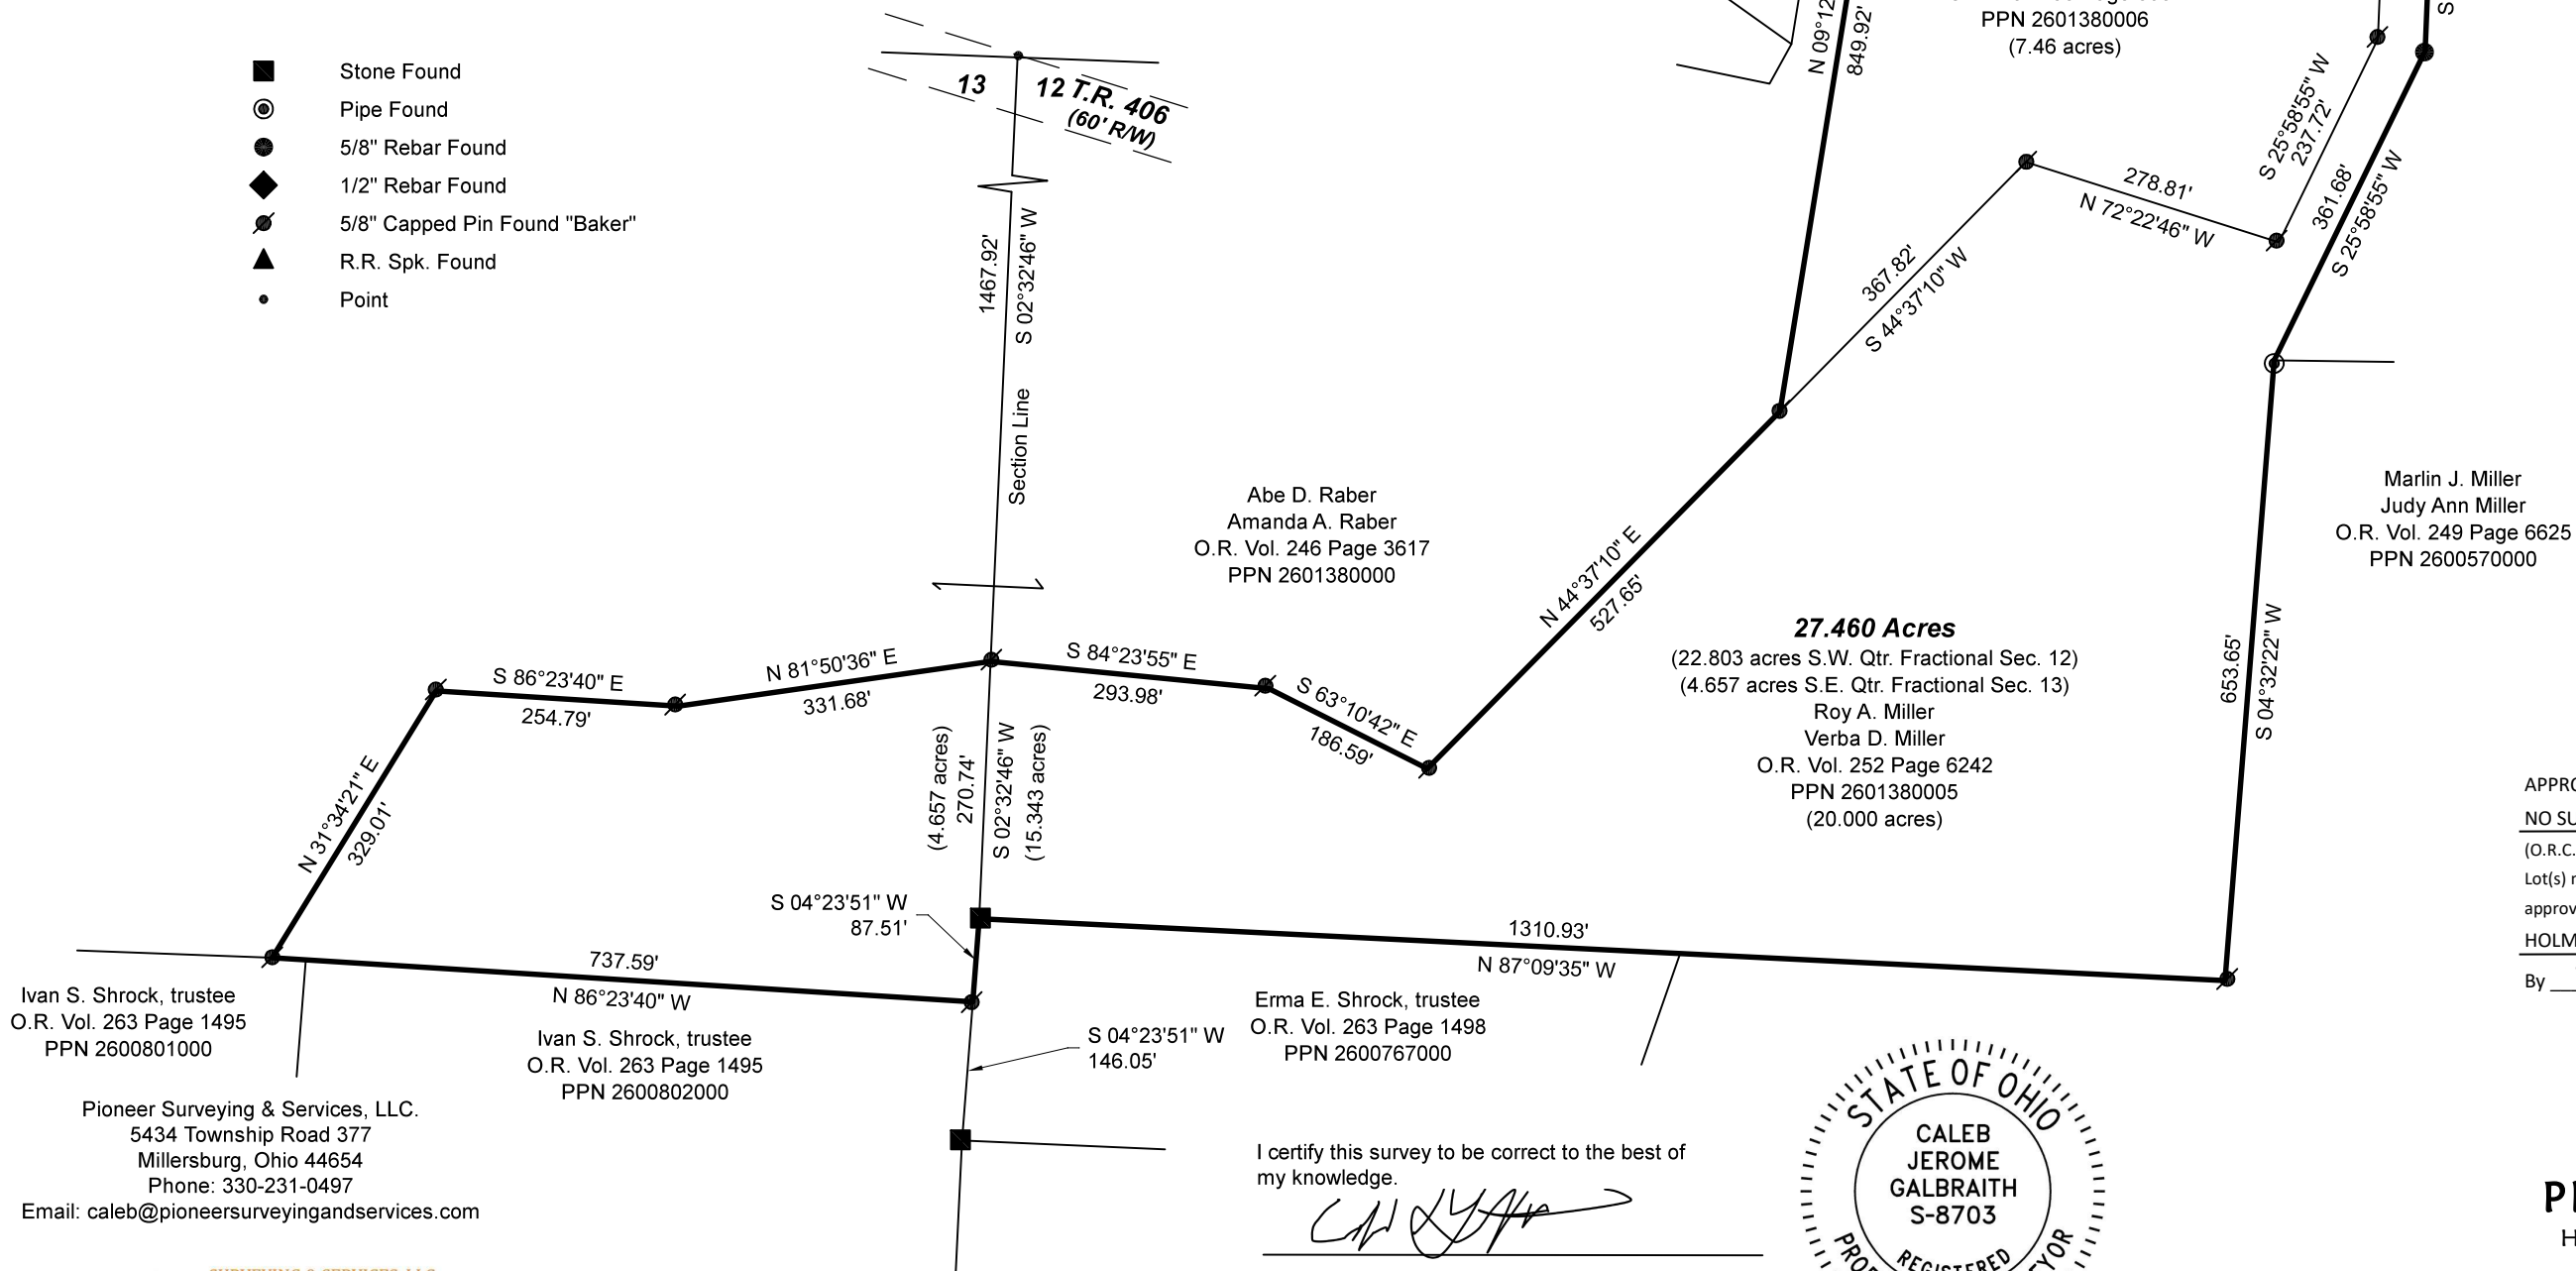 Stone Found
Pipe Found
5/8" Rebar Found
1/2" Rebar Found
5/8" Capped Pin Found "Baker"
R.R. Spk. Found
Point
13
12
T.R. 406
(60' R/W)
1467.92'
S 02°32'46" W
Section Line
N 09°12
849.92'
PPN 2601380006
(7.46 acres)
S
S 25°58'55" W
237.72'
278.81'
N 72°22'46" W
361.68'
S 25°58'55" W
367.82'
S 44°37'10" W
Abe D. Raber
Amanda A. Raber
O.R. Vol. 246 Page 3617
PPN 2601380000
N 44°37'10" E
527.65'
Marlin J. Miller
Judy Ann Miller
O.R. Vol. 249 Page 6625
PPN 2600570000
27.460 Acres
(22.803 acres S.W. Qtr. Fractional Sec. 12)
(4.657 acres S.E. Qtr. Fractional Sec. 13)
Roy A. Miller
Verba D. Miller
O.R. Vol. 252 Page 6242
PPN 2601380005
(20.000 acres)
653.65'
S 04°32'22" W
S 86°23'40" E
254.79'
N 81°50'36" E
331.68'
S 84°23'55" E
293.98'
S 63°10'42" E
186.59'
N 31°34'21" E
329.01'
(4.657 acres)
270.74'
S 02°32'46" W
(15.343 acres)
S 04°23'51" W
87.51'
737.59'
N 86°23'40" W
1310.93'
N 87°09'35" W
Ivan S. Shrock, trustee
O.R. Vol. 263 Page 1495
PPN 2600801000
Ivan S. Shrock, trustee
O.R. Vol. 263 Page 1495
PPN 2600802000
S 04°23'51" W
146.05'
Erma E. Shrock, trustee
O.R. Vol. 263 Page 1498
PPN 2600767000
APPRO
NO SU
(O.R.C.
Lot(s) r
approv
HOLM
By
Pioneer Surveying & Services, LLC.
5434 Township Road 377
Millersburg, Ohio 44654
Phone: 330-231-0497
Email: caleb@pioneersurveyingandservices.com
I certify this survey to be correct to the best of
my knowledge.
STATE OF OHIO
CALEB
JEROME
GALBRAITH
S-8703
REGISTERED
H